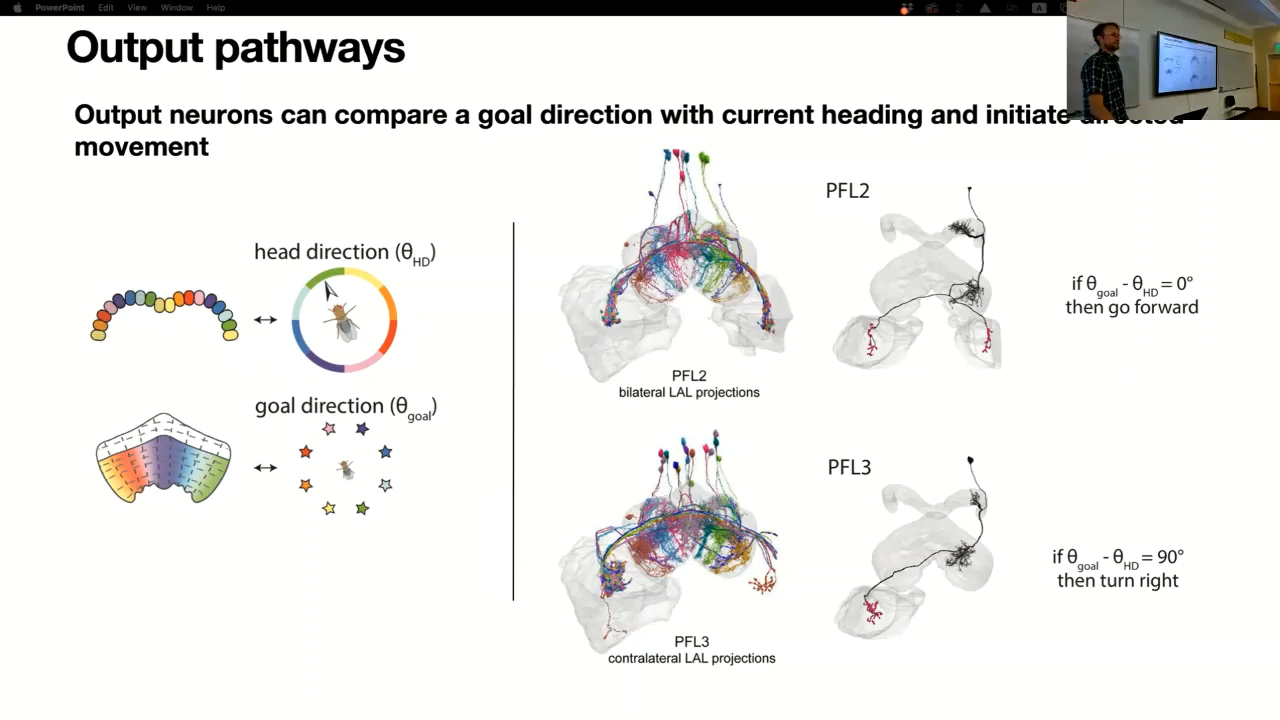 PowerPoint Edit View Window Help
Output pathways
Output neurons can compare a goal direction with current heading and initiate directed
movement
head direction (θHD)
goal direction (θgoal)
PFL2
bilateral LAL projections
PFL2
if θgoal - θHD = 0°
then go forward
PFL3
contralateral LAL projections
PFL3
if θgoal - θHD = 90°
then turn right